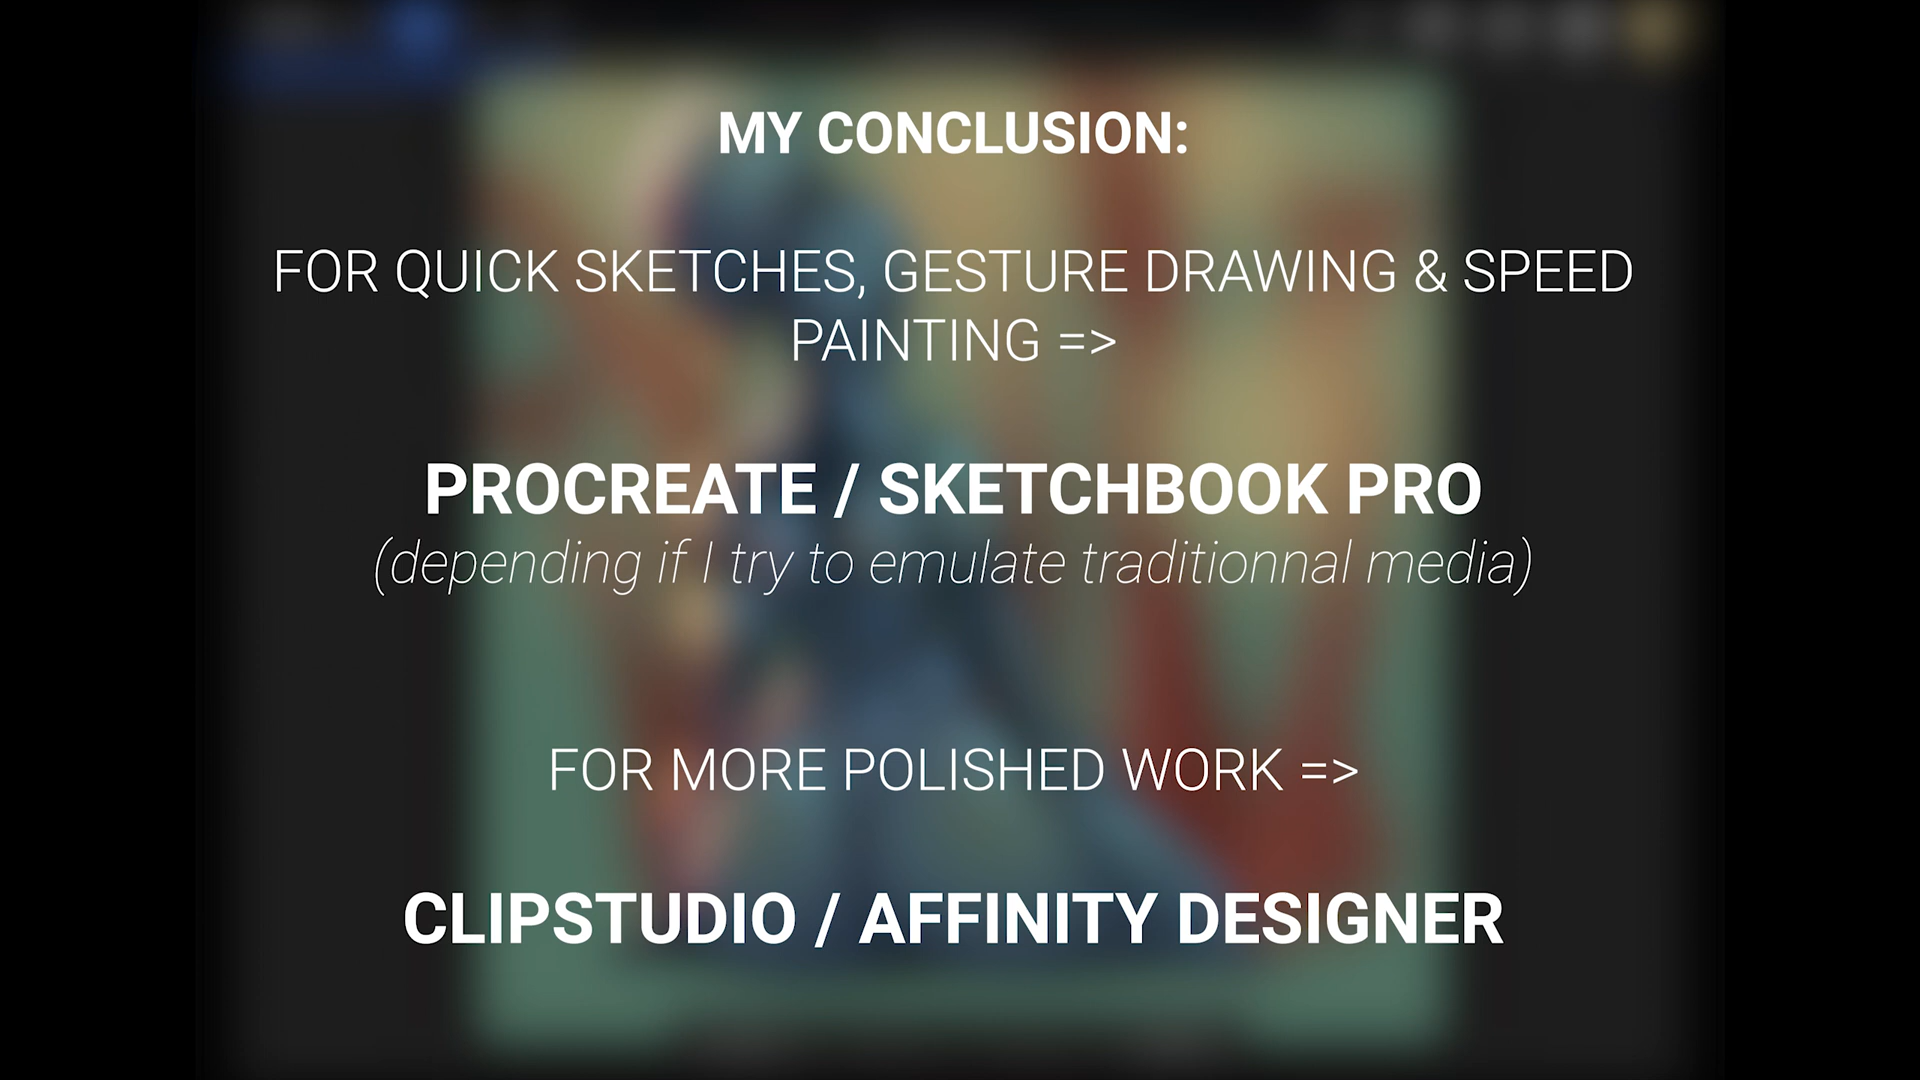 MY CONCLUSION:
FOR QUICK SKETCHES, GESTURE DRAWING & SPEED
PAINTING =>
PROCREATE / SKETCHBOOK PRO
(depending if I try to emulate traditionnal media)
FOR MORE POLISHED WORK =>
CLIPSTUDIO / AFFINITY DESIGNER